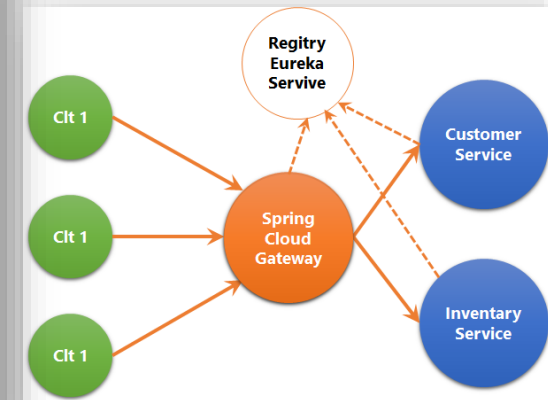 Regitry
Eureka
Servive
Clt 1
Customer
Service
Spring
Cloud
Gateway
Clt 1
Inventary
Service
Clt 1